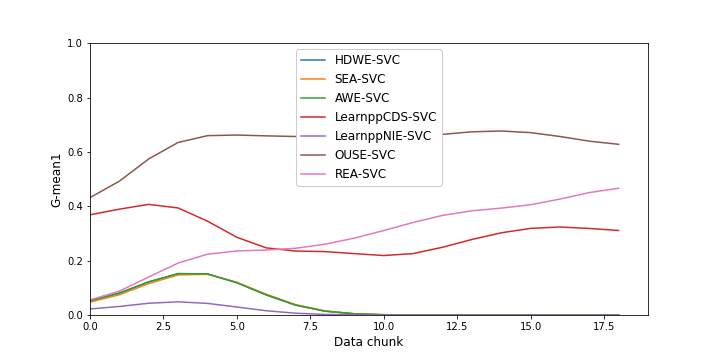 1.0
0.8
0.6
0.4
0.2
0.0
G-mean1
HDWE-SVC
SEA-SVC
AWE-SVC
LearnppCDS-SVC
LearnppNIE-SVC
OUSE-SVC
REA-SVC
0.0 2.5 5.0 7.5 10.0 12.5 15.0 17.5
Data chunk